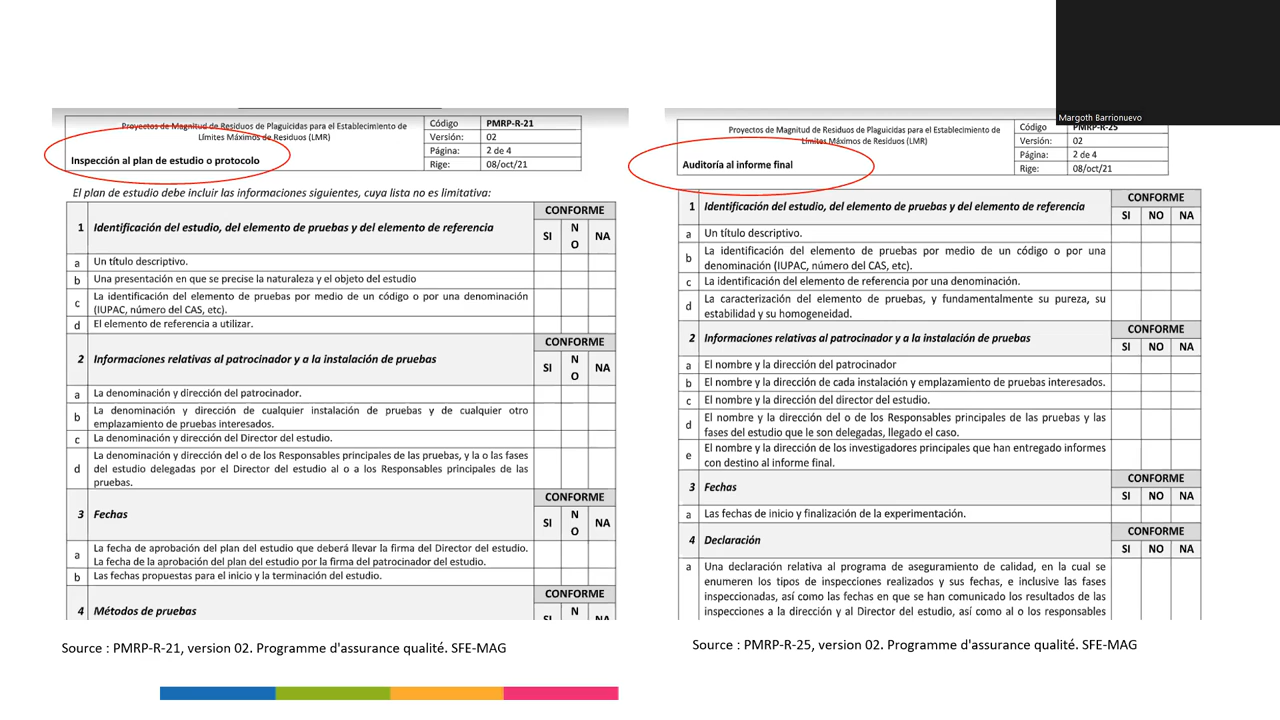 Margoth Barrionuevo
Proyectos de Magnitud de Residuos de Plaguicidas para el Establecimiento de
Límites Máximos de Residuos (LMR)
Inspección al plan de estudio o protocolo
Código PMRP-R-21
Versión: 02
Página: 2 de 4
Rige: 08/oct/21
El plan de estudio debe incluir las informaciones siguientes, cuya lista no es limitativa:
1 Identificación del estudio, del elemento de pruebas y del elemento de referencia
CONFORME
SI NO NA
a Un título descriptivo.
b Una presentación en que se precise la naturaleza y el objeto del estudio
c La identificación del elemento de pruebas por medio de un código o por una denominación
(IUPAC, número del CAS, etc).
d El elemento de referencia a utilizar.
2 Informaciones relativas al patrocinador y a la instalación de pruebas
CONFORME
SI NO NA
a La denominación y dirección del patrocinador.
b La denominación y dirección de cualquier instalación de pruebas y de cualquier otro
emplazamiento de pruebas interesados.
c La denominación y dirección del Director del estudio.
d La denominación y dirección del o de los Responsables principales de las pruebas, y la o las fases
del estudio delegadas por el Director del estudio al o a los Responsables principales de las
pruebas.
3 Fechas
CONFORME
SI NO NA
a La fecha de aprobación del plan del estudio que deberá llevar la firma del Director del estudio.
La fecha de la aprobación del plan del estudio por la firma del patrocinador del estudio.
b Las fechas propuestas para el inicio y la terminación del estudio.
4 Métodos de pruebas
CONFORME
SI N NA
Source : PMRP-R-21, version 02. Programme d'assurance qualité. SFE-MAG
Proyectos de Magnitud de Residuos de Plaguicidas para el Establecimiento de
Límites Máximos de Residuos (LMR)
Auditoría al informe final
Código PMRP-R-25
Versión: 02
Página: 2 de 4
Rige: 08/oct/21
1 Identificación del estudio, del elemento de pruebas y del elemento de referencia
CONFORME
SI NO NA
a Un título descriptivo.
b La identificación del elemento de pruebas por medio de un código o por una
denominación (IUPAC, número del CAS, etc).
c La identificación del elemento de referencia por una denominación.
d La caracterización del elemento de pruebas, y fundamentalmente su pureza, su
estabilidad y su homogeneidad.
2 Informaciones relativas al patrocinador y a la instalación de pruebas
CONFORME
SI NO NA
a El nombre y la dirección del patrocinador
b El nombre y la dirección de cada instalación y emplazamiento de pruebas interesados.
c El nombre y la dirección del director del estudio.
d El nombre y la dirección del o de los Responsables principales de las pruebas y las
fases del estudio que le son delegadas, llegado el caso.
e El nombre y la dirección de los investigadores principales que han entregado informes
con destino al informe final.
3 Fechas
CONFORME
SI NO NA
a Las fechas de inicio y finalización de la experimentación.
4 Declaración
CONFORME
SI NO NA
a Una declaración relativa al programa de aseguramiento de calidad, en la cual se
enumeren los tipos de inspecciones realizados y sus fechas, e inclusive las fases
inspeccionadas, así como las fechas en que se han comunicado los resultados de las
inspecciones a la dirección y al Director del estudio, así como al o los responsables
Source : PMRP-R-25, version 02. Programme d'assurance qualité. SFE-MAG